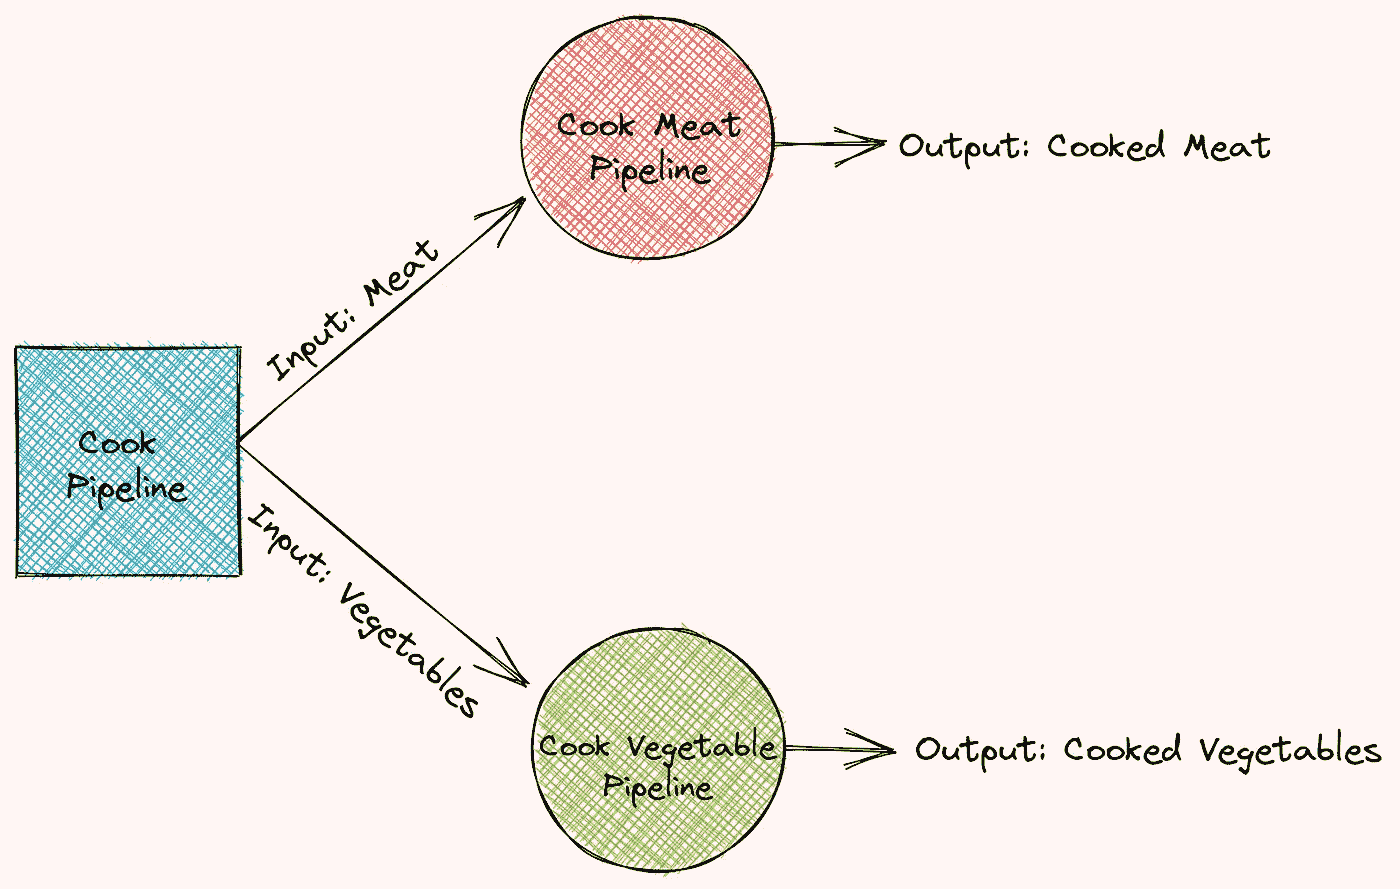 Cook Meat
Pipeline
Output: Cooked Meat
Input: Meat
Cook
Pipeline
Input: Vegetables
Cook Vegetable
Pipeline
Output: Cooked Vegetables